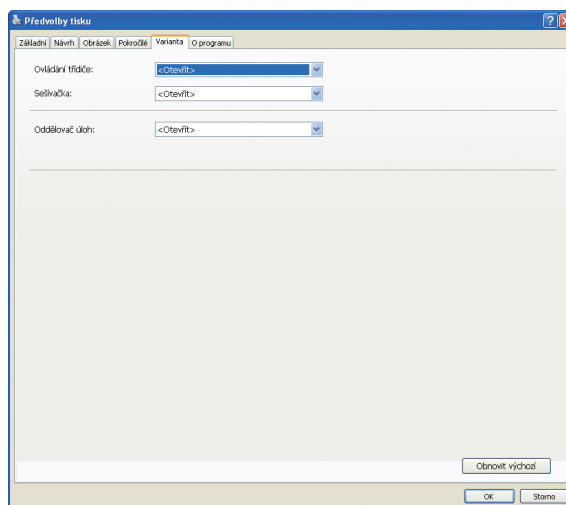 Předvolby tisku
Základní Návrh Obrázek Pokročilé Varianta O programu
Ovládání třídiče: <Otevřít>
Sešívačka: <Otevřít>
Oddělovač úloh: <Otevřít>
Obnovit výchozí
OK Storno